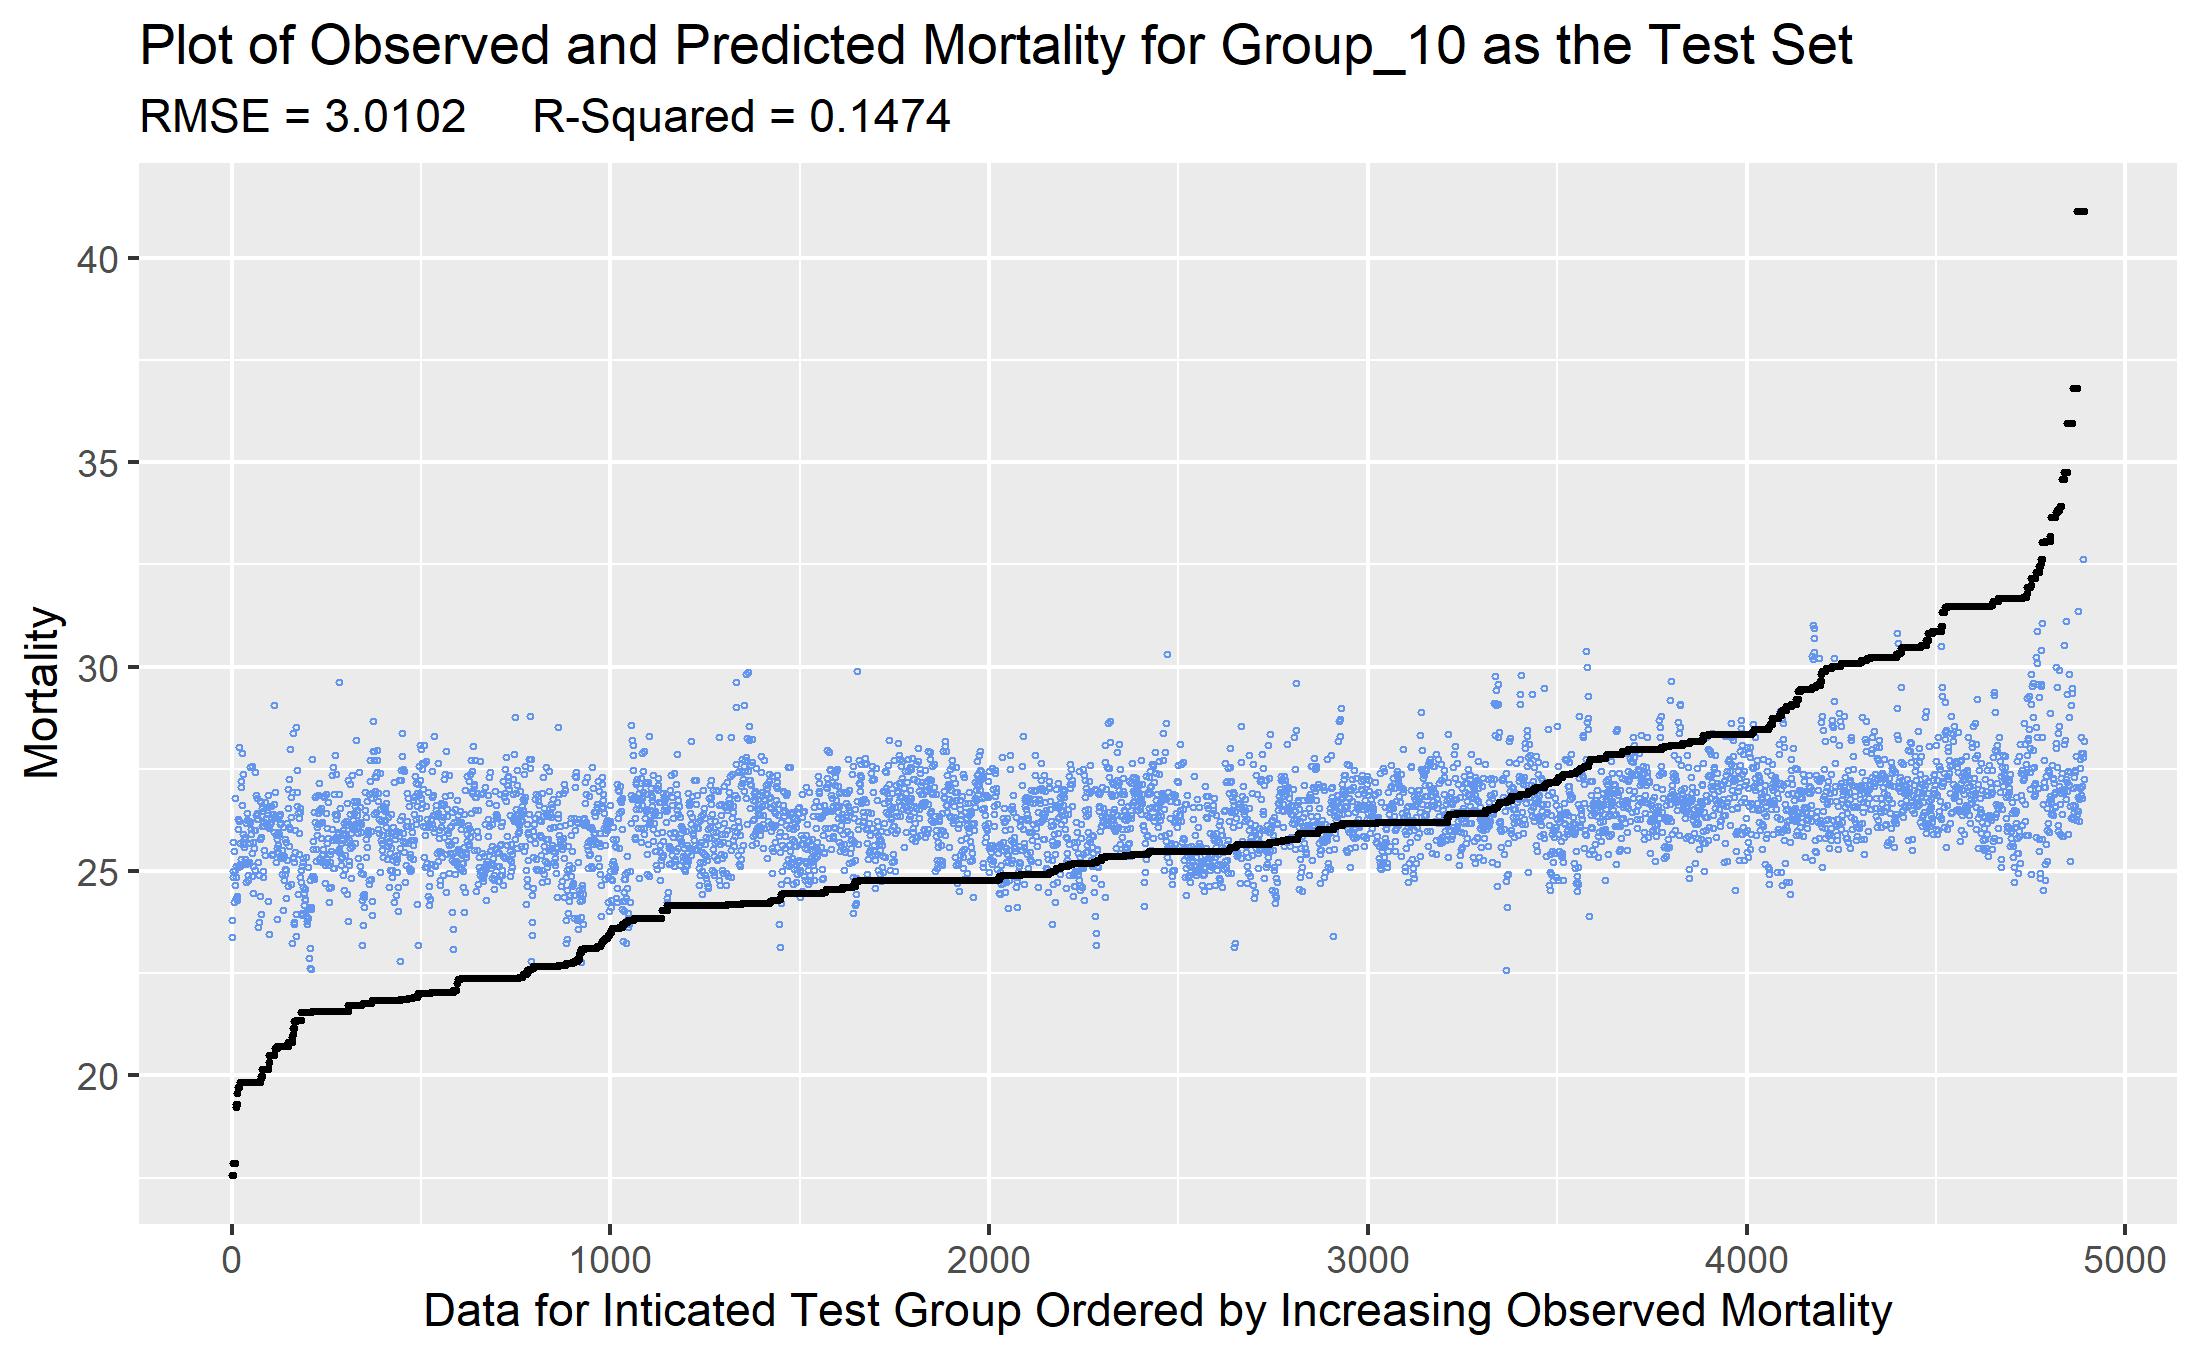 Plot of Observed and Predicted Mortality for Group_10 as the Test Set
RMSE = 3.0102 R-Squared = 0.1474
40
35
30
25
20
Mortality
0 1000 2000 3000 4000 5000
Data for Inticated Test Group Ordered by Increasing Observed Mortality